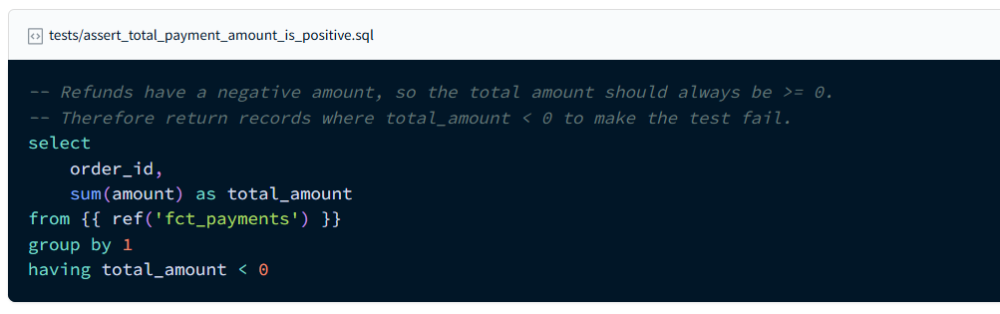 tests/assert_total_payment_amount_is_positive.sql
-- Refunds have a negative amount, so the total amount should always be >= 0.
-- Therefore return records where total_amount < 0 to make the test fail.
select
    order_id,
    sum(amount) as total_amount
from {{ ref('fct_payments') }}
group by 1
having total_amount < 0